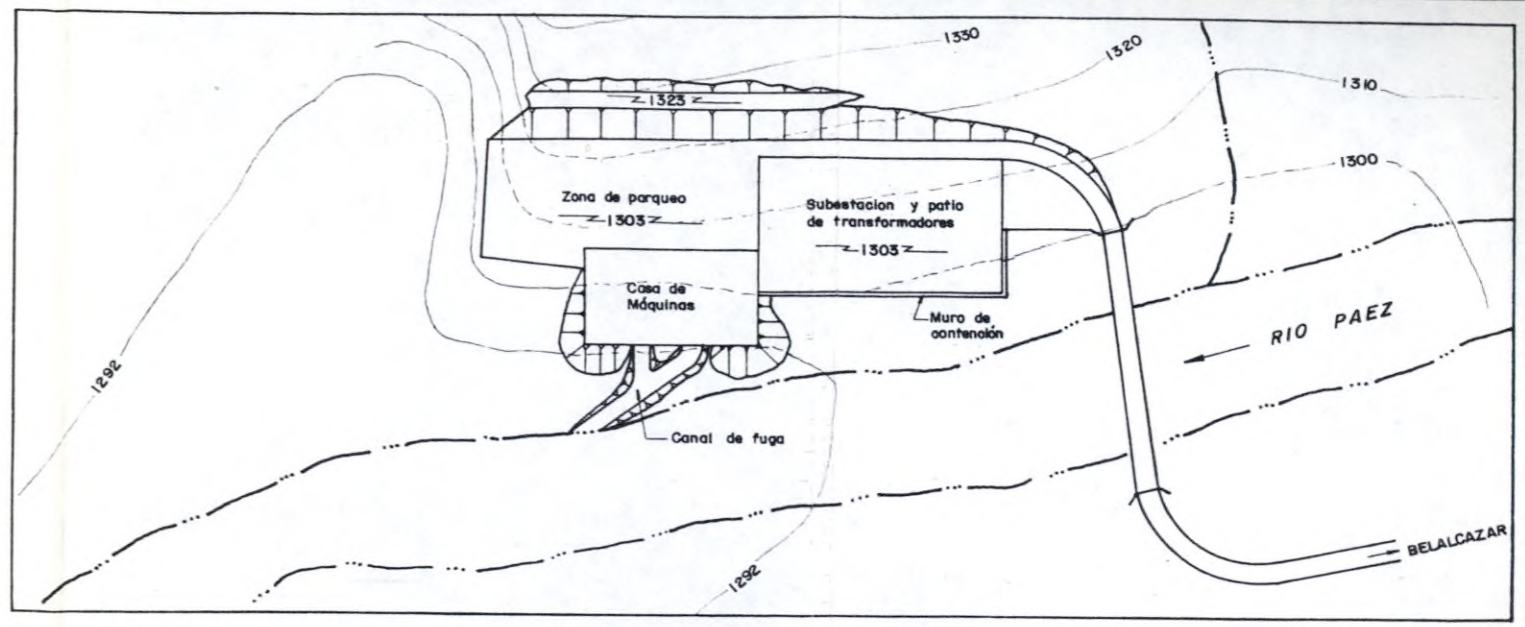 1330
1320
1310
1323
1300
Zona de parqueo
1303
Subestacion y patio
de transformadores
1303
Casa de
Máquinas
Muro de
contención
RIO PAEZ
1292
Canal de fuga
BELALCAZAR
1292